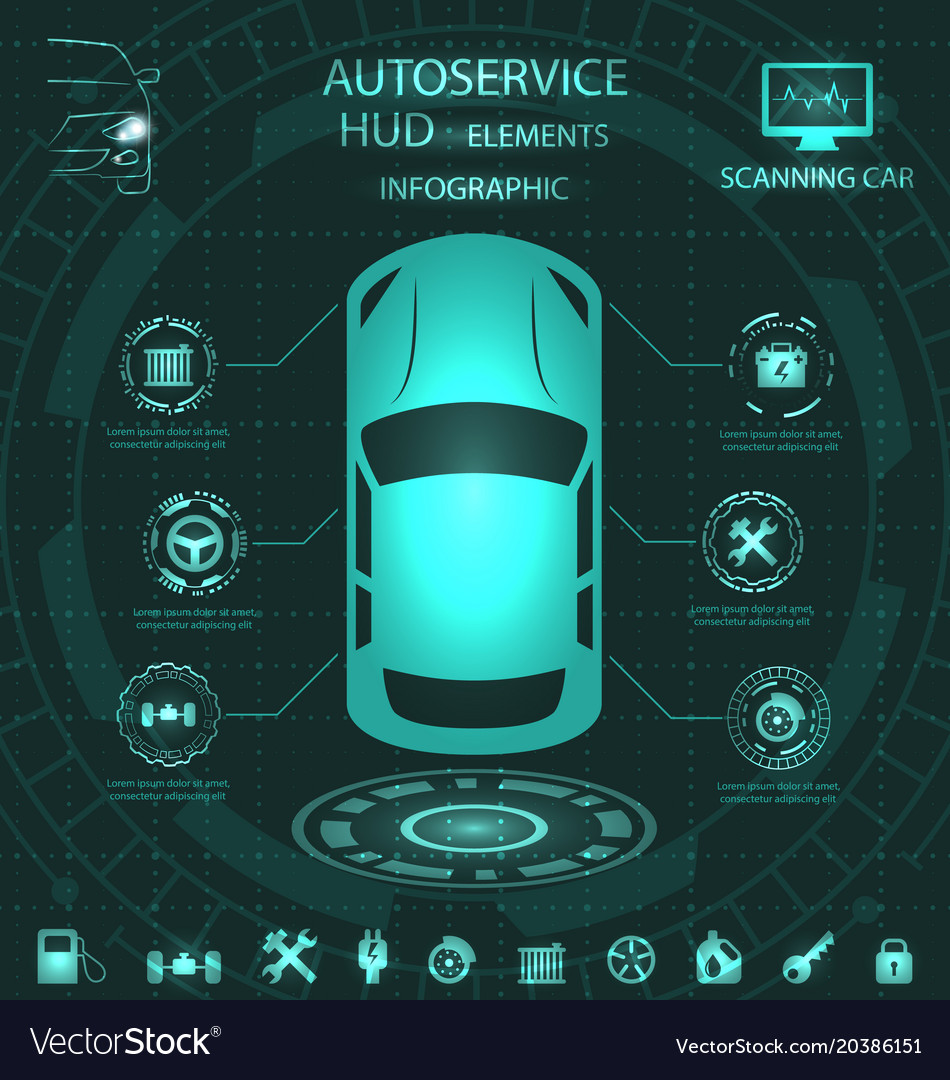 AUTOSERVICE
HUD · ELEMENTS
INFOGRAPHIC
SCANNING CAR
Lorem ipsum dolor sit amet,
consectetur adipiscing elit
Lorem ipsum dolor sit amet,
consectetur adipiscing elit
Lorem ipsum dolor sit amet,
consectetur adipiscing elit
Lorem ipsum dolor sit amet,
consectetur adipiscing elit
Lorem ipsum dolor sit amet,
consectetur adipiscing elit
Lorem ipsum dolor sit amet,
consectetur adipiscing elit
VectorStock®
VectorStock.com/20386151